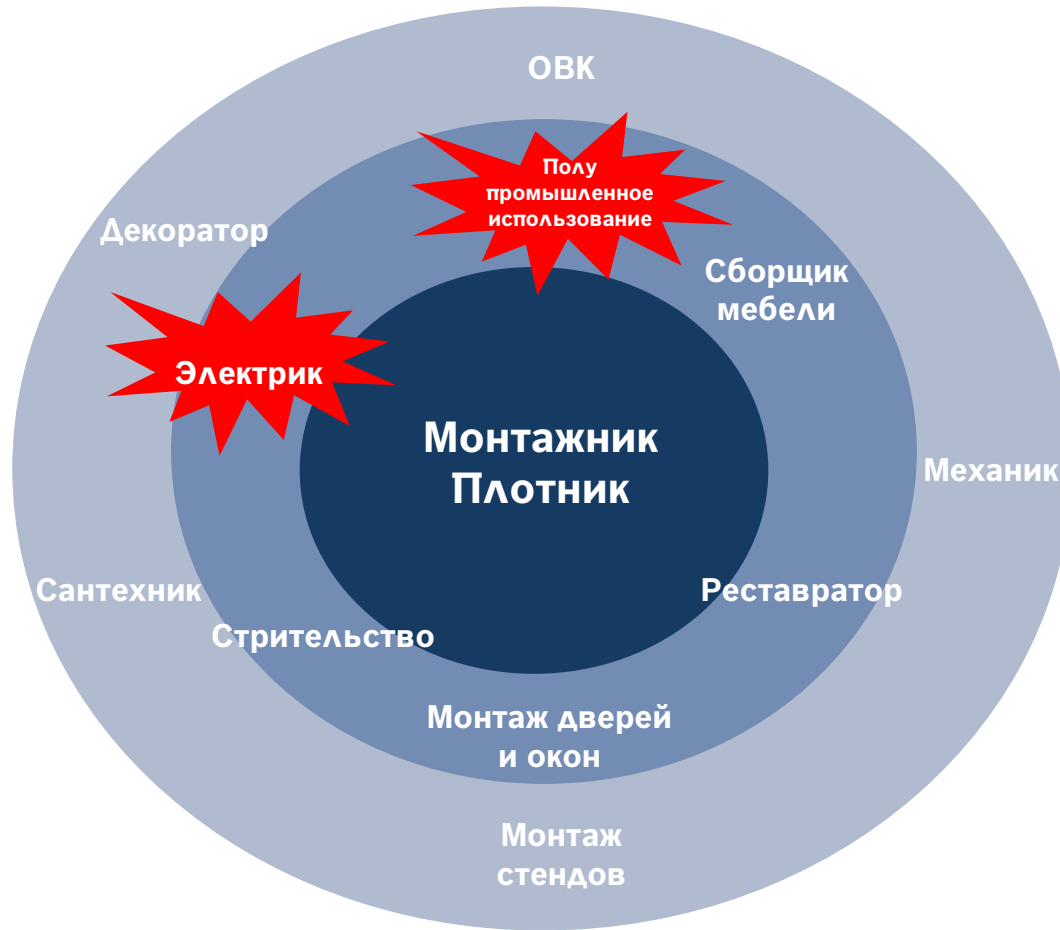 ОВК
Полу
промышленное
использование
Декоратор
Сборщик
мебели
Электрик
Монтажник
Плотник
Механик
Сантехник
Реставратор
Стрительство
Монтаж дверей
и окон
Монтаж
стендов